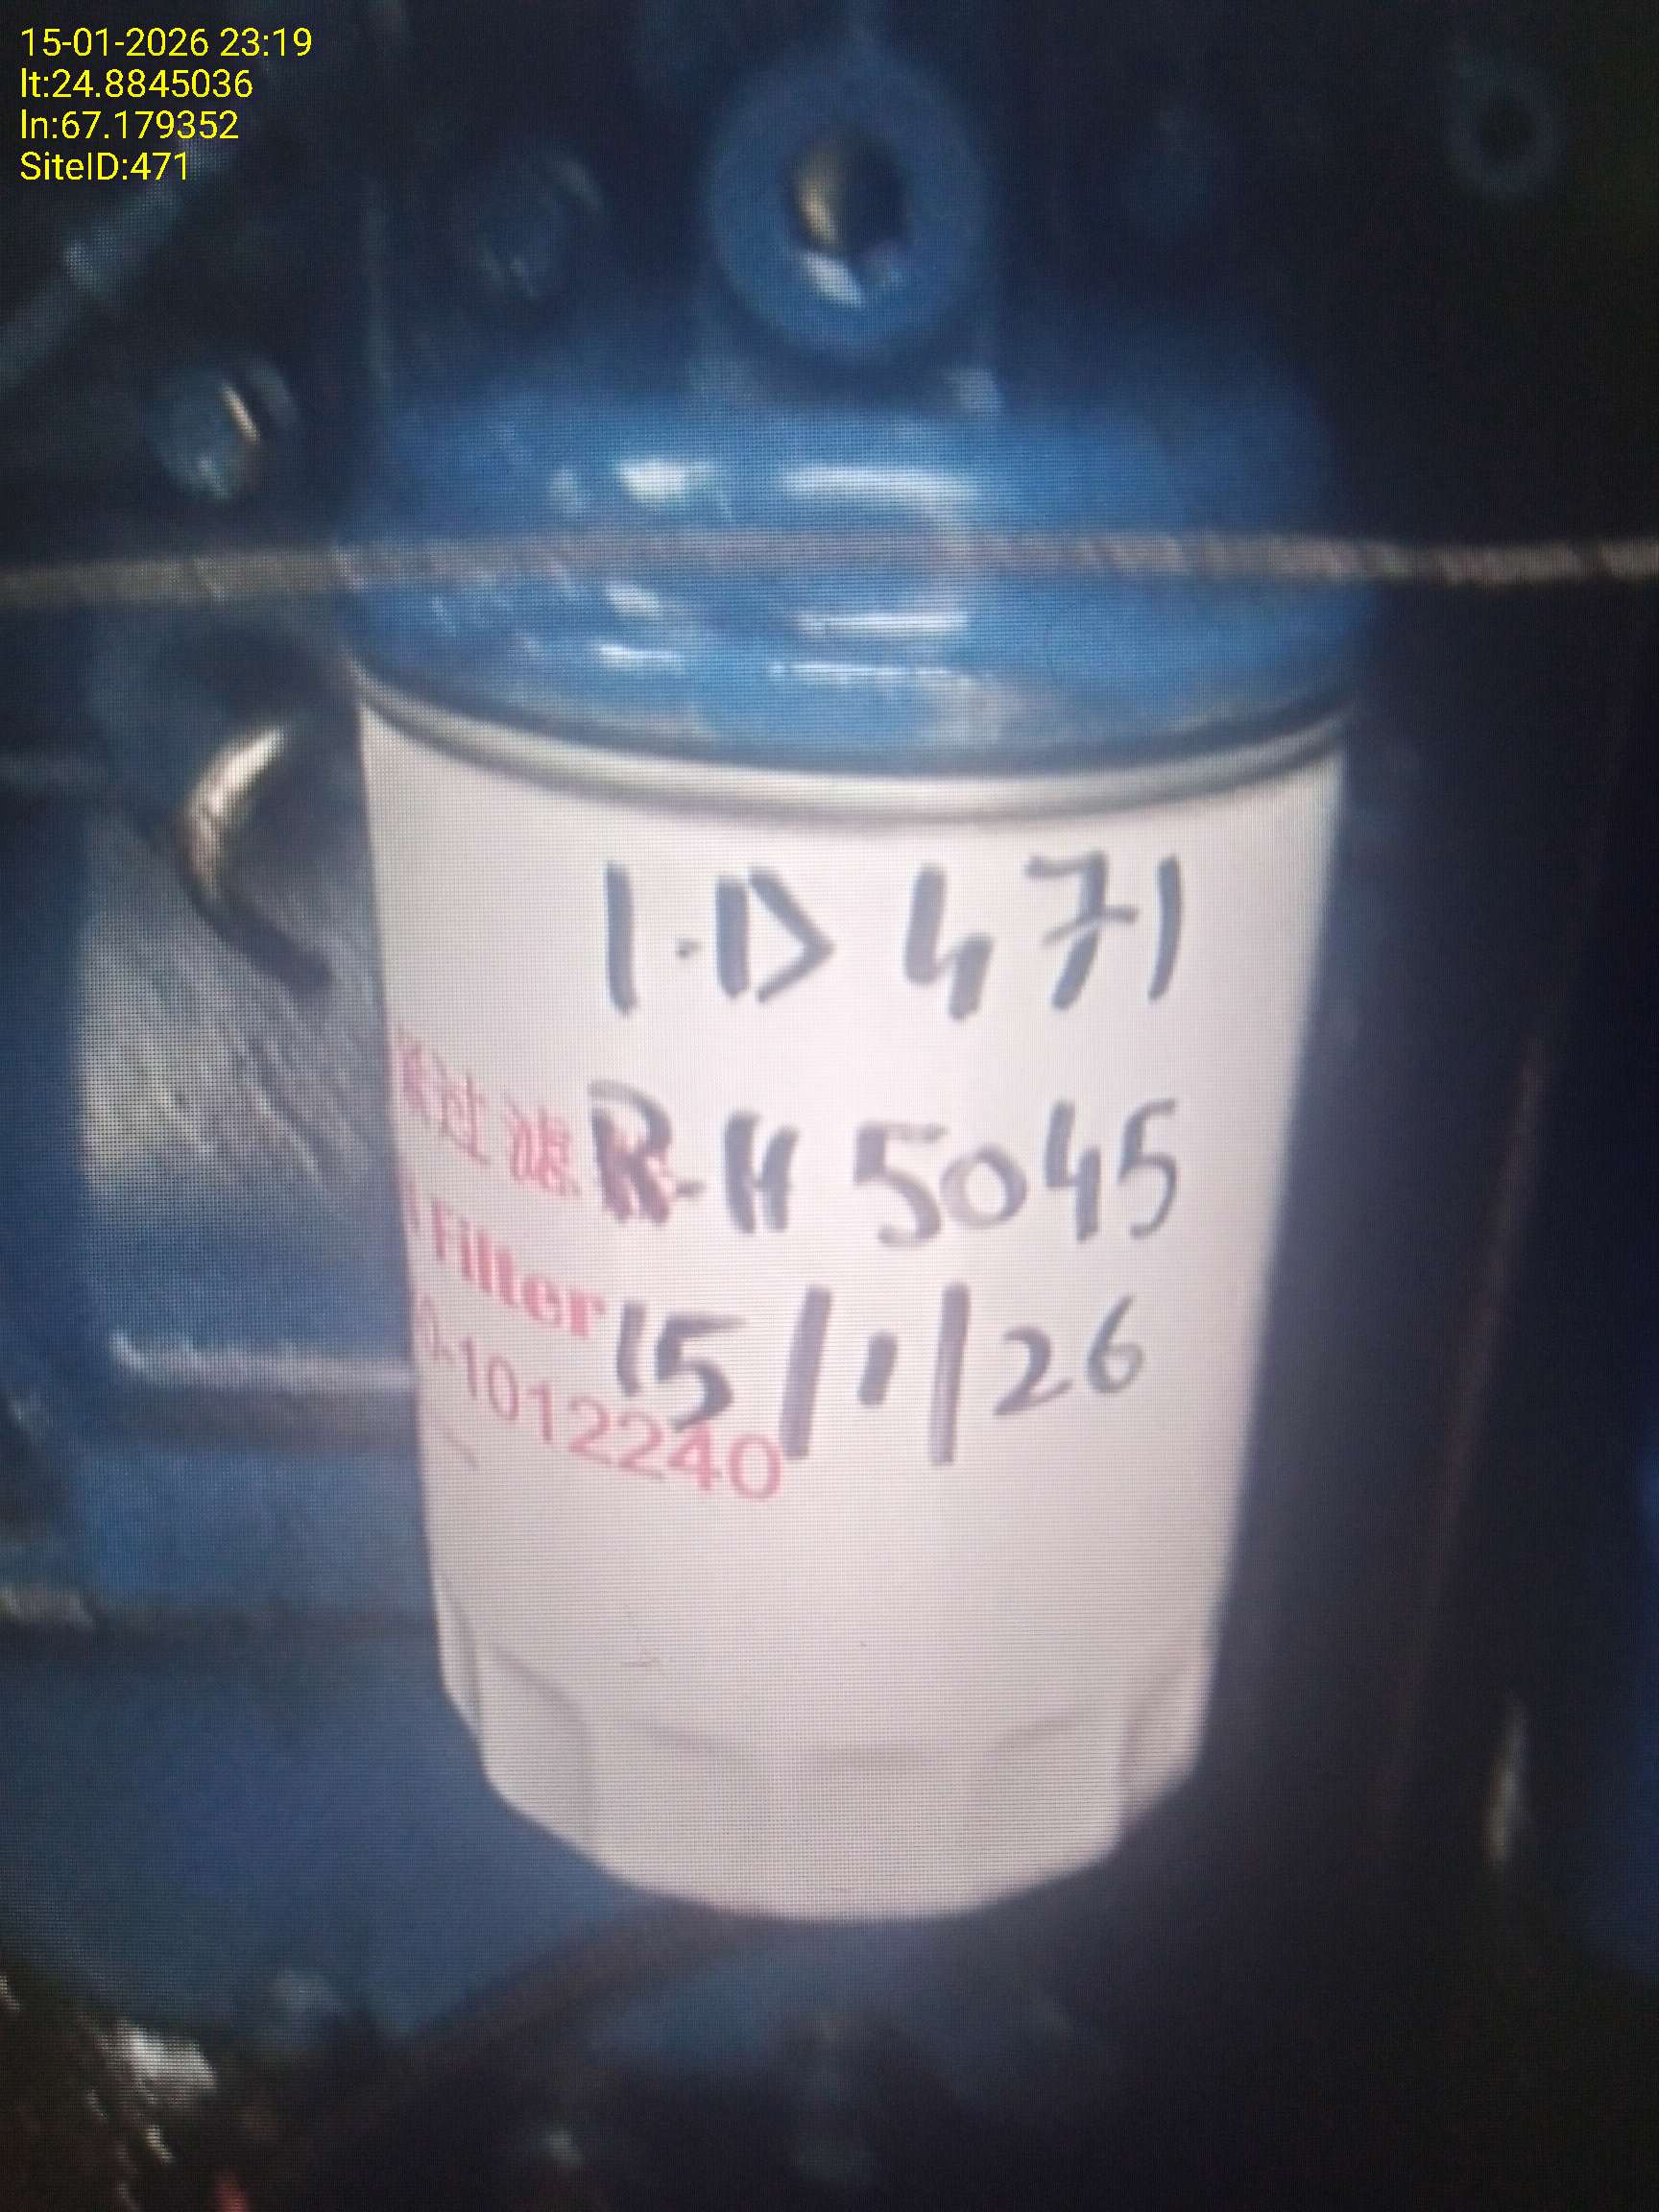 15-01-2026 23:19
lt:24.8845036
ln:67.179352
SiteID:471
I.D 471
过滤
R-H 5045
Filter
15/1/26
0-1012240